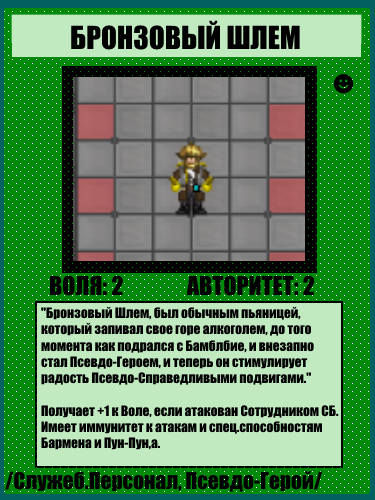 БРОНЗОВЫЙ ШЛЕМ
ВОЛЯ: 2 АВТОРИТЕТ: 2
"Бронзовый Шлем, был обычным пьяницей,
который запивал свое горе алкоголем, до того
момента как подрался с Бамблбие, и внезапно
стал Псевдо-Героем, и теперь он стимулирует
радость Псевдо-Справедливыми подвигами."
Получает +1 к Воле, если атакован Сотрудником СБ.
Имеет иммунитет к атакам и спец.способностям
Бармена и Пун-Пун,а.
/Служеб.Персонал, Псевдо-Герой/